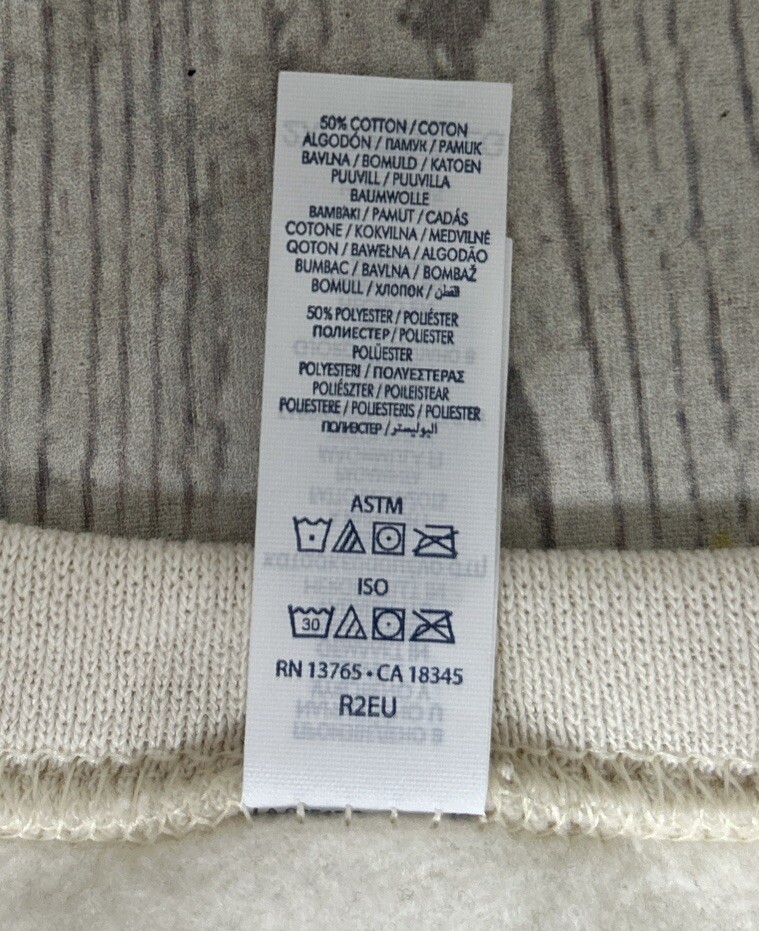 50% COTTON / COTON
ALGODÓN / ПАМУК / PAMUK
BAVLNA / BOMULD / KATOEN
PUUVILL / PUUVILLA
BAUMWOLLE
BAMBAKI / PAMUT / CADÁS
COTONE / KOKVILNA / MEDVILNĖ
QOTON / BAWEŁNA / ALGODÃO
BUMBAC / BAVLNA / BOMBAŽ
BOMULL / ХЛОПОК / القطن
50% POLYESTER / POLIÉSTER
ПОЛИЕСТЕР / POLIESTER
POLÜESTER
POLYESTERI / ΠΟΛΥΕΣΤΕΡΑΣ
POLIÉSZTER / POILEISTEAR
POLIESTERE / POLIESTERIS / POLIESTER
ПОЛИЭСТЕР / البوليستر
ASTM
ISO
30
RN 13765 • CA 18345
R2EU